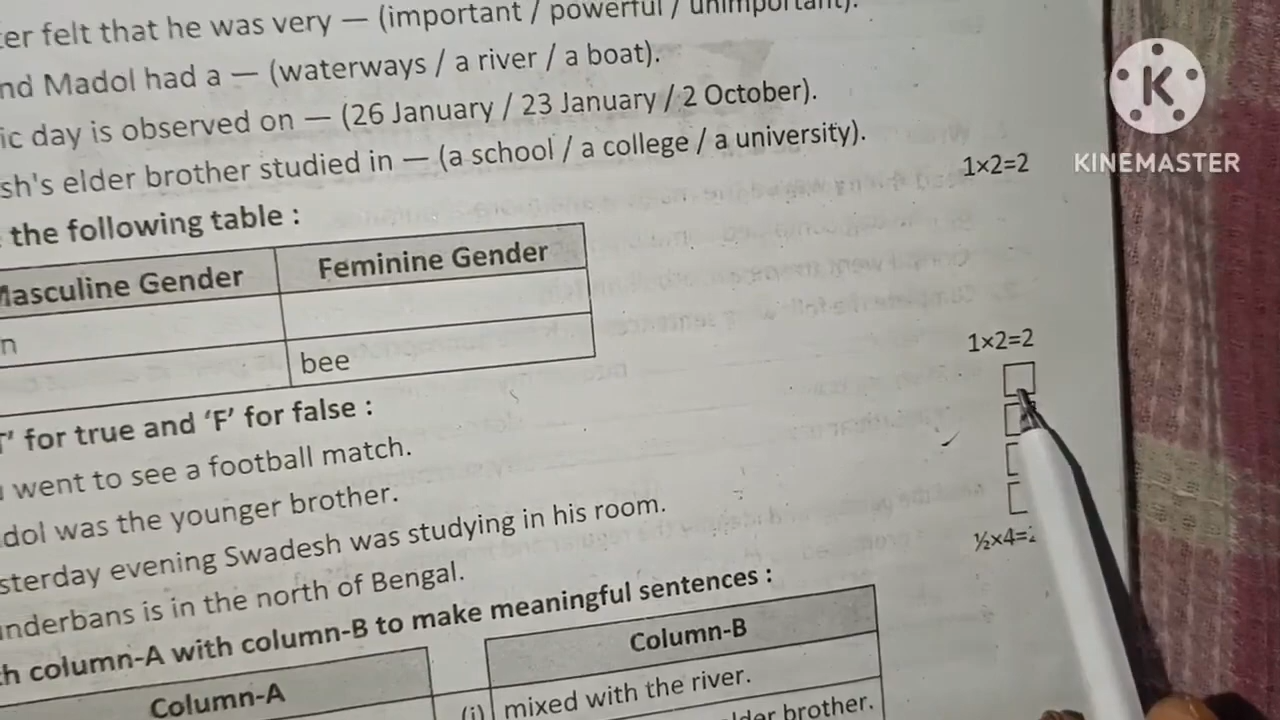 er felt that he was very — (important / powerful / unimportant).
nd Madol had a — (waterways / a river / a boat).
ic day is observed on — (26 January / 23 January / 2 October).
sh's elder brother studied in — (a school / a college / a university).
1×2=2
the following table :
Masculine Gender
Feminine Gender
n
bee
1×2=2
T’ for true and ‘F’ for false :
went to see a football match.
dol was the younger brother.
sterday evening Swadesh was studying in his room.
underbans is in the north of Bengal.
½×4=2
h column-A with column-B to make meaningful sentences :
Column-A
Column-B
(i) mixed with the river.
lder brother.
K
KINEMASTER